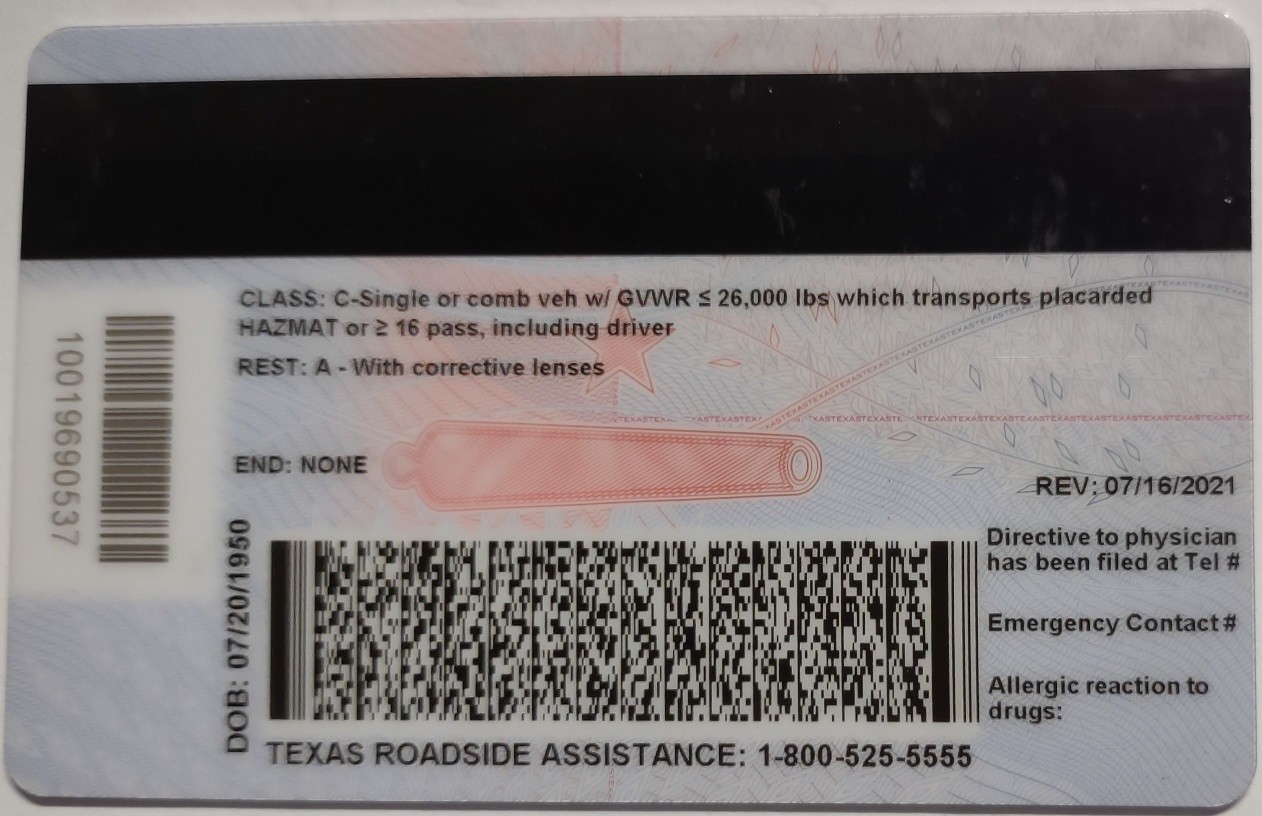 CLASS: C-Single or comb veh w/ GVWR ≤ 26,000 lbs which transports placarded
HAZMAT or ≥ 16 pass, including driver
REST: A - With corrective lenses
END: NONE
REV: 07/16/2021
10019690537
DOB: 07/20/1950
Directive to physician
has been filed at Tel #
Emergency Contact #
Allergic reaction to
drugs:
TEXAS ROADSIDE ASSISTANCE: 1-800-525-5555